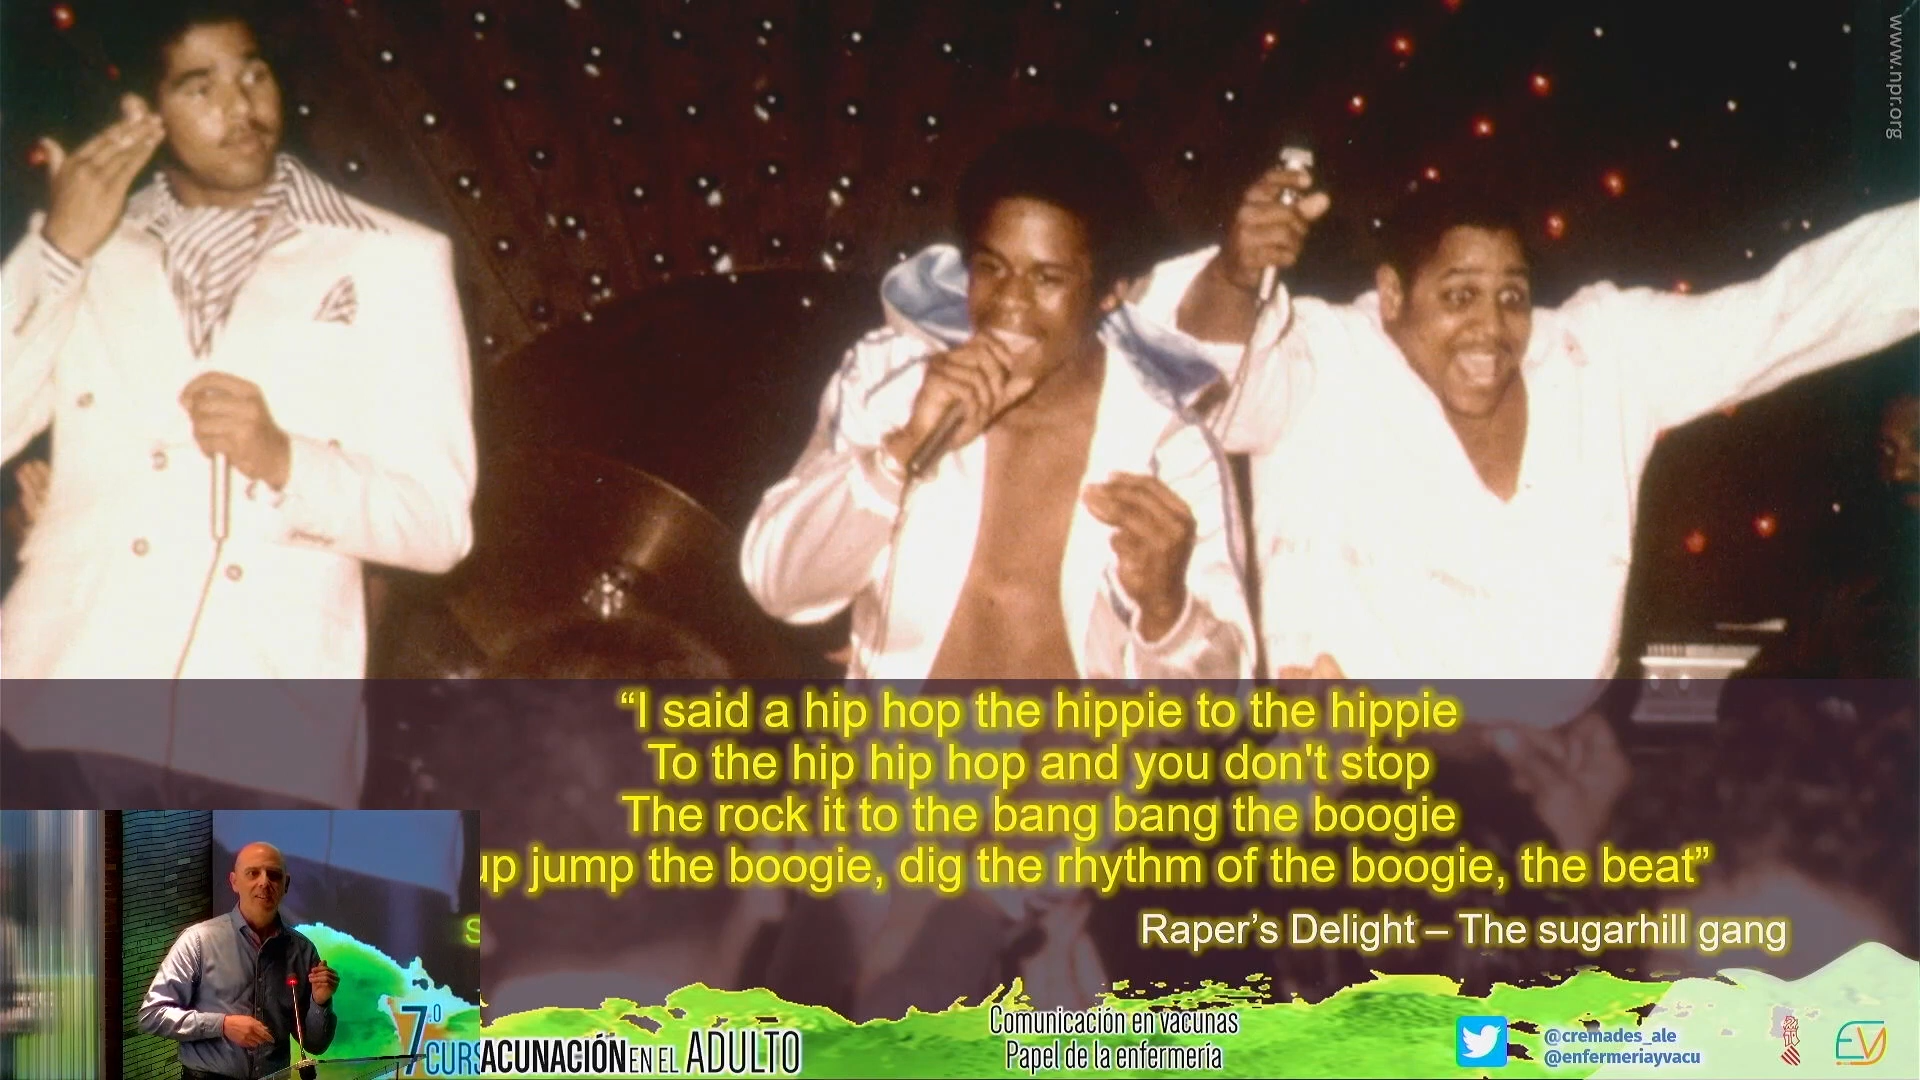 www.npr.org
“I said a hip hop the hippie to the hippie
To the hip hip hop and you don't stop
The rock it to the bang bang the boogie
up jump the boogie, dig the rhythm of the boogie, the beat”
Raper’s Delight – The sugarhill gang
7.º CURS
ACUNACIÓN EN EL ADULTO
Comunicación en vacunas
Papel de la enfermería
@cremades_ale
@enfermeriayvacu
EV